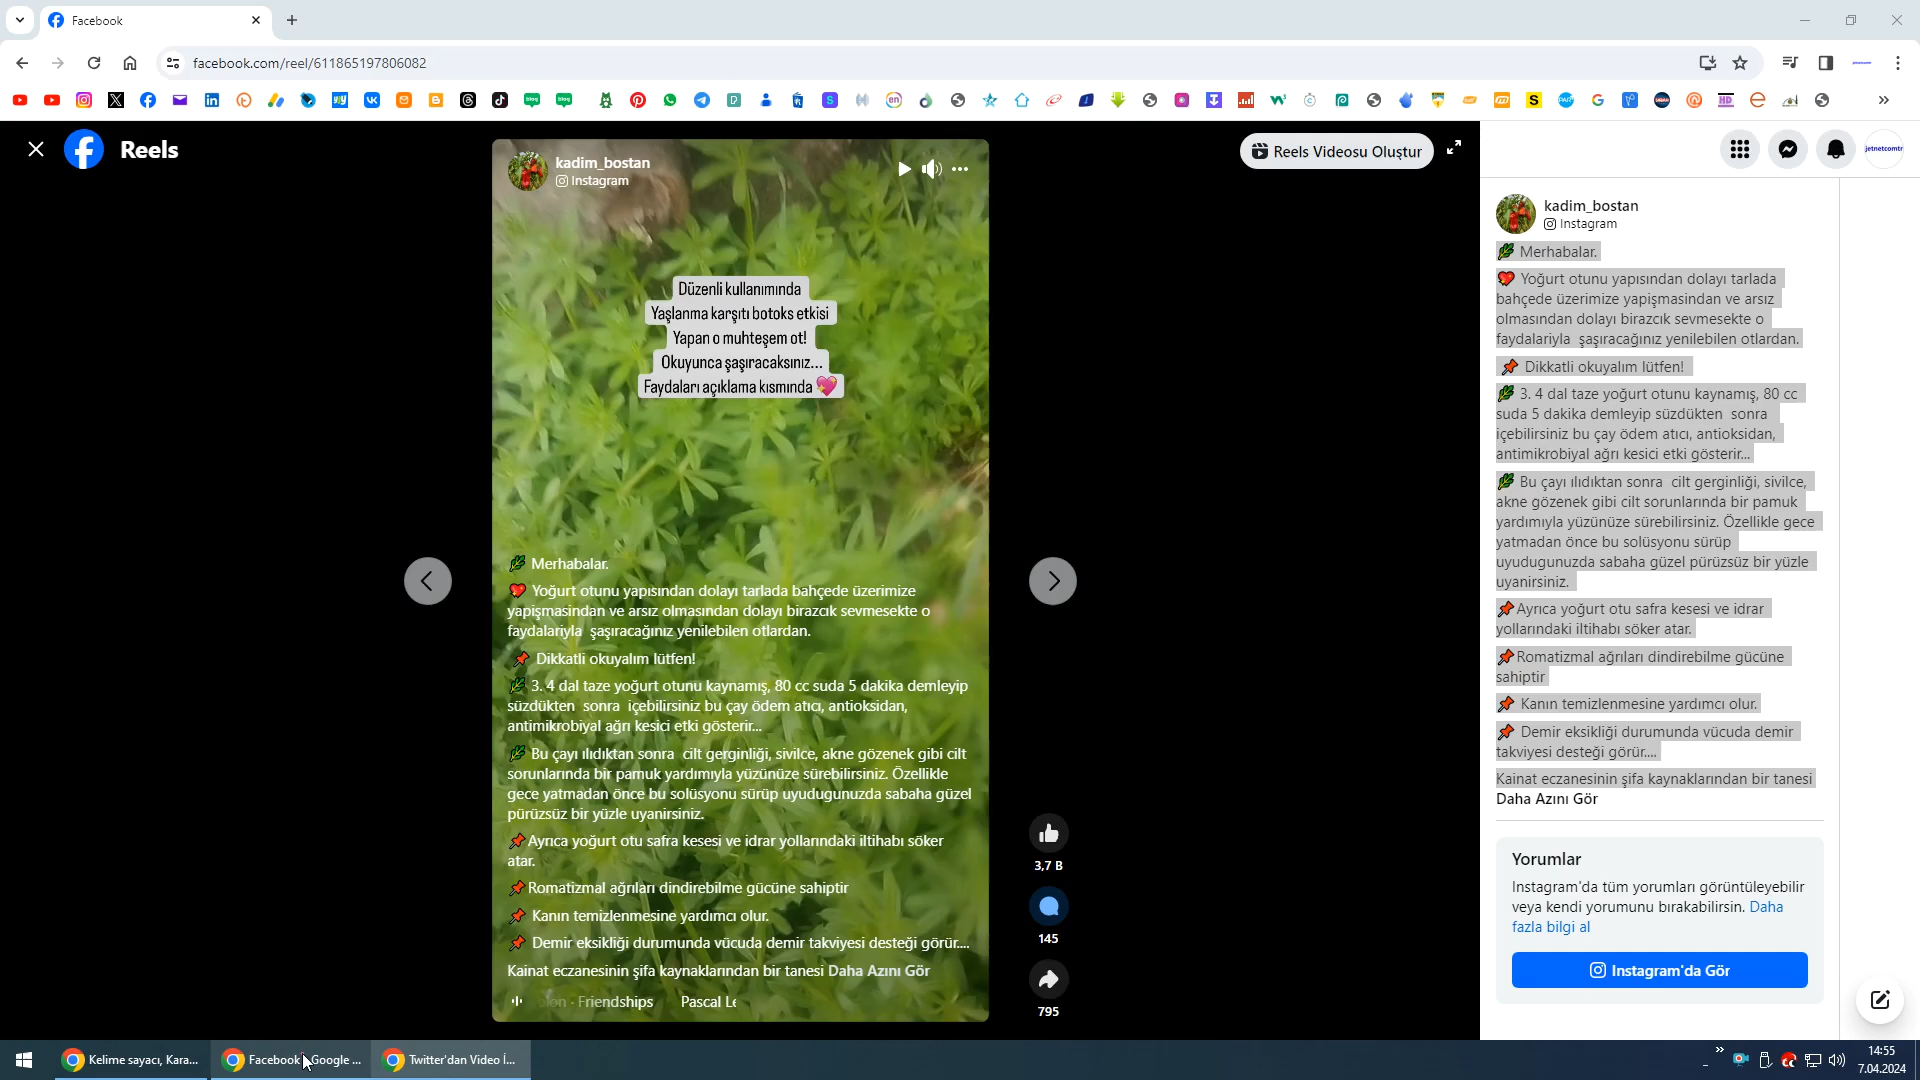 Facebook
facebook.com/reel/611865197806082
Reels
kadim_bostan
Instagram
Reels Videosu Oluştur
jetnetcomtr
Düzenli kullanımında
Yaşlanma karşıtı botoks etkisi
Yapan o muhteşem ot!
Okuyunca şaşıracaksınız...
Faydaları açıklama kısmında
Merhabalar.
Yoğurt otunu yapısından dolayı tarlada bahçede üzerimize
yapışmasindan ve arsız olmasından dolayı birazcık sevmesekte o
faydalariyla şaşıracağınız yenilebilen otlardan.
Dikkatli okuyalım lütfen!
3. 4 dal taze yoğurt otunu kaynamış, 80 cc suda 5 dakika demleyip
süzdükten sonra içebilirsiniz bu çay ödem atıcı, antioksidan,
antimikrobiyal ağrı kesici etki gösterir...
Bu çayı ılıdıktan sonra cilt gerginliği, sivilce, akne gözenek gibi cilt
sorunlarında bir pamuk yardımıyla yüzünüze sürebilirsiniz. Özellikle
gece yatmadan önce bu solüsyonu sürüp uyudugunuzda sabaha güzel
pürüzsüz bir yüzle uyanirsiniz.
Ayrıca yoğurt otu safra kesesi ve idrar yollarındaki iltihabı söker
atar.
Romatizmal ağrıları dindirebilme gücüne sahiptir
Kanın temizlenmesine yardımcı olur.
Demir eksikliği durumunda vücuda demir takviyesi desteği görür....
Kainat eczanesinin şifa kaynaklarından bir tanesi Daha Azını Gör
· Friendships Pascal Le
3,7 B
145
795
kadim_bostan
Instagram
Merhabalar.
Yoğurt otunu yapısından dolayı tarlada
bahçede üzerimize yapişmasindan ve arsız
olmasından dolayı birazcık sevmesekte o
faydalariyla şaşıracağınız yenilebilen otlardan.
Dikkatli okuyalım lütfen!
3. 4 dal taze yoğurt otunu kaynamış, 80 cc
suda 5 dakika demleyip süzdükten sonra
içebilirsiniz bu çay ödem atıcı, antioksidan,
antimikrobiyal ağrı kesici etki gösterir...
Bu çayı ılıdıktan sonra cilt gerginliği, sivilce,
akne gözenek gibi cilt sorunlarında bir pamuk
yardımıyla yüzünüze sürebilirsiniz. Özellikle gece
yatmadan önce bu solüsyonu sürüp
uyudugunuzda sabaha güzel pürüzsüz bir yüzle
uyanirsiniz.
Ayrıca yoğurt otu safra kesesi ve idrar
yollarındaki iltihabı söker atar.
Romatizmal ağrıları dindirebilme gücüne
sahiptir
Kanın temizlenmesine yardımcı olur.
Demir eksikliği durumunda vücuda demir
takviyesi desteği görür....
Kainat eczanesinin şifa kaynaklarından bir tanesi
Daha Azını Gör
Yorumlar
Instagram'da tüm yorumları görüntüleyebilir
veya kendi yorumunu bırakabilirsin. Daha
fazla bilgi al
Instagram'da Gör
Kelime sayacı, Kara...
Facebook - Google ...
Twitter'dan Video İ...
14:55
7.04.2024